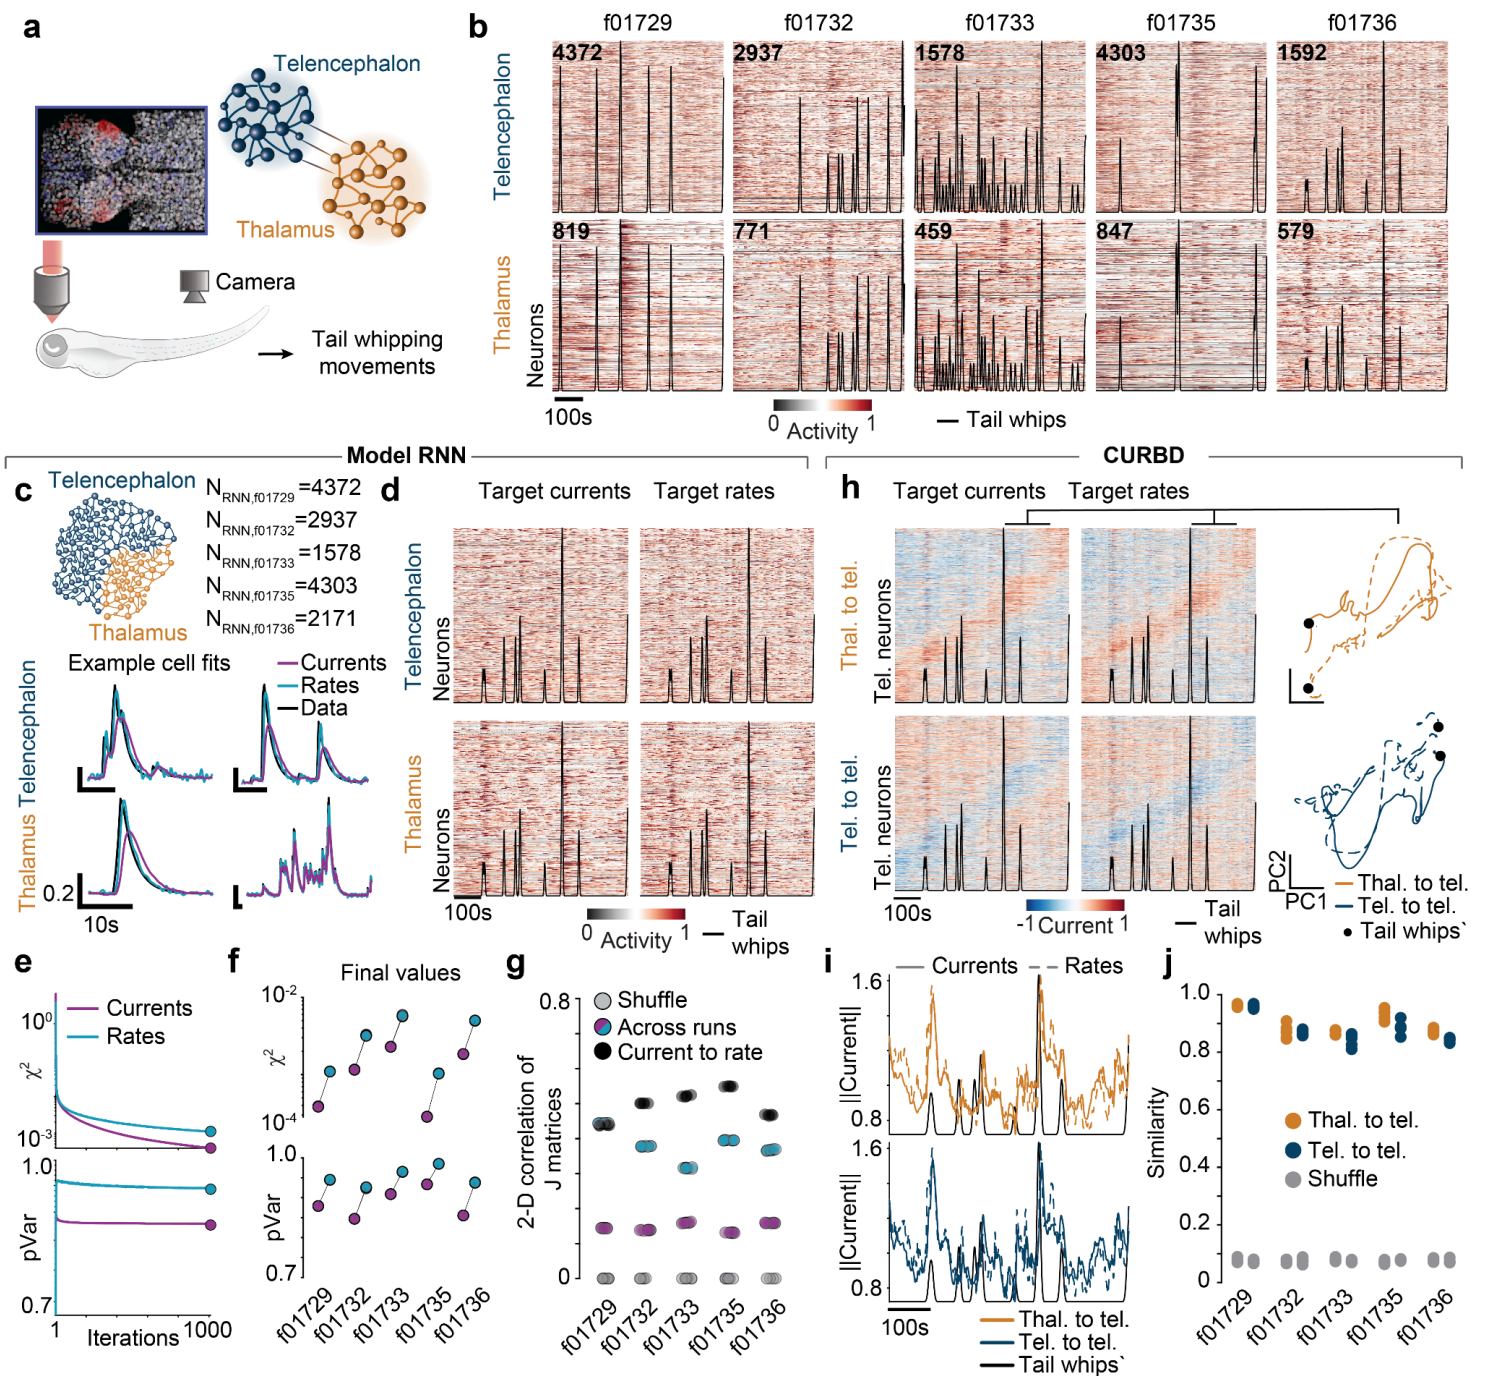 a
Telencephalon
Thalamus
Camera
Tail whipping
movements
b
f01729
f01732
f01733
f01735
f01736
Telencephalon
4372
2937
1578
4303
1592
Thalamus
Neurons
819
771
459
847
579
100s
0
1
Activity
Tail whips
Model RNN
CURBD
c
Telencephalon
Thalamus
N RNN,f01729 =4372
N RNN,f01732 =2937
N RNN,f01733 =1578
N RNN,f01735 =4303
N RNN,f01736 =2171
Example cell fits
Currents
Rates
Data
Telencephalon
Thalamus
0.2
10s
d
Target currents
Target rates
Telencephalon
Neurons
Thalamus
Neurons
100s
0
1
Activity
Tail
whips
h
Target currents
Target rates
Thal. to tel.
Tel. neurons
Tel. to tel.
Tel. neurons
100s
-1 Current 1
Tail
whips
PC2
PC1
Thal. to tel.
Tel. to tel.
Tail whips`
e
Currents
Rates
χ²
10⁰
10⁻³
pVar
1.0
0.7
1
Iterations
1000
f
Final values
χ²
10⁻²
10⁻⁴
pVar
1.0
0.7
f01729
f01732
f01733
f01735
f01736
g
2-D correlation of
J matrices
0.8
0
Shuffle
Across runs
Current to rate
f01729
f01732
f01733
f01735
f01736
i
Currents
Rates
||Current||
1.6
0.8
||Current||
1.6
0.8
100s
Thal. to tel.
Tel. to tel.
Tail whips`
j
Similarity
1.0
0.8
0.6
0.4
0.2
0
Thal. to tel.
Tel. to tel.
Shuffle
f01729
f01732
f01733
f01735
f01736